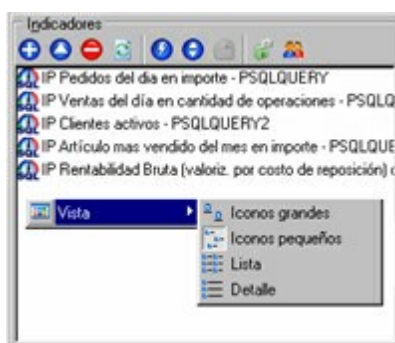 Indicadores
IP Pedidos del dia en importe - PSQLQUERY
IP Ventas del día en cantidad de operaciones - PSQLQ
IP Clientes activos - PSQLQUERY2
IP Artículo mas vendido del mes en importe - PSQLQUE
IP Rentabilidad Bruta (valoriz. por costo de reposición) c
Vista
Iconos grandes
Iconos pequeños
Lista
Detalle